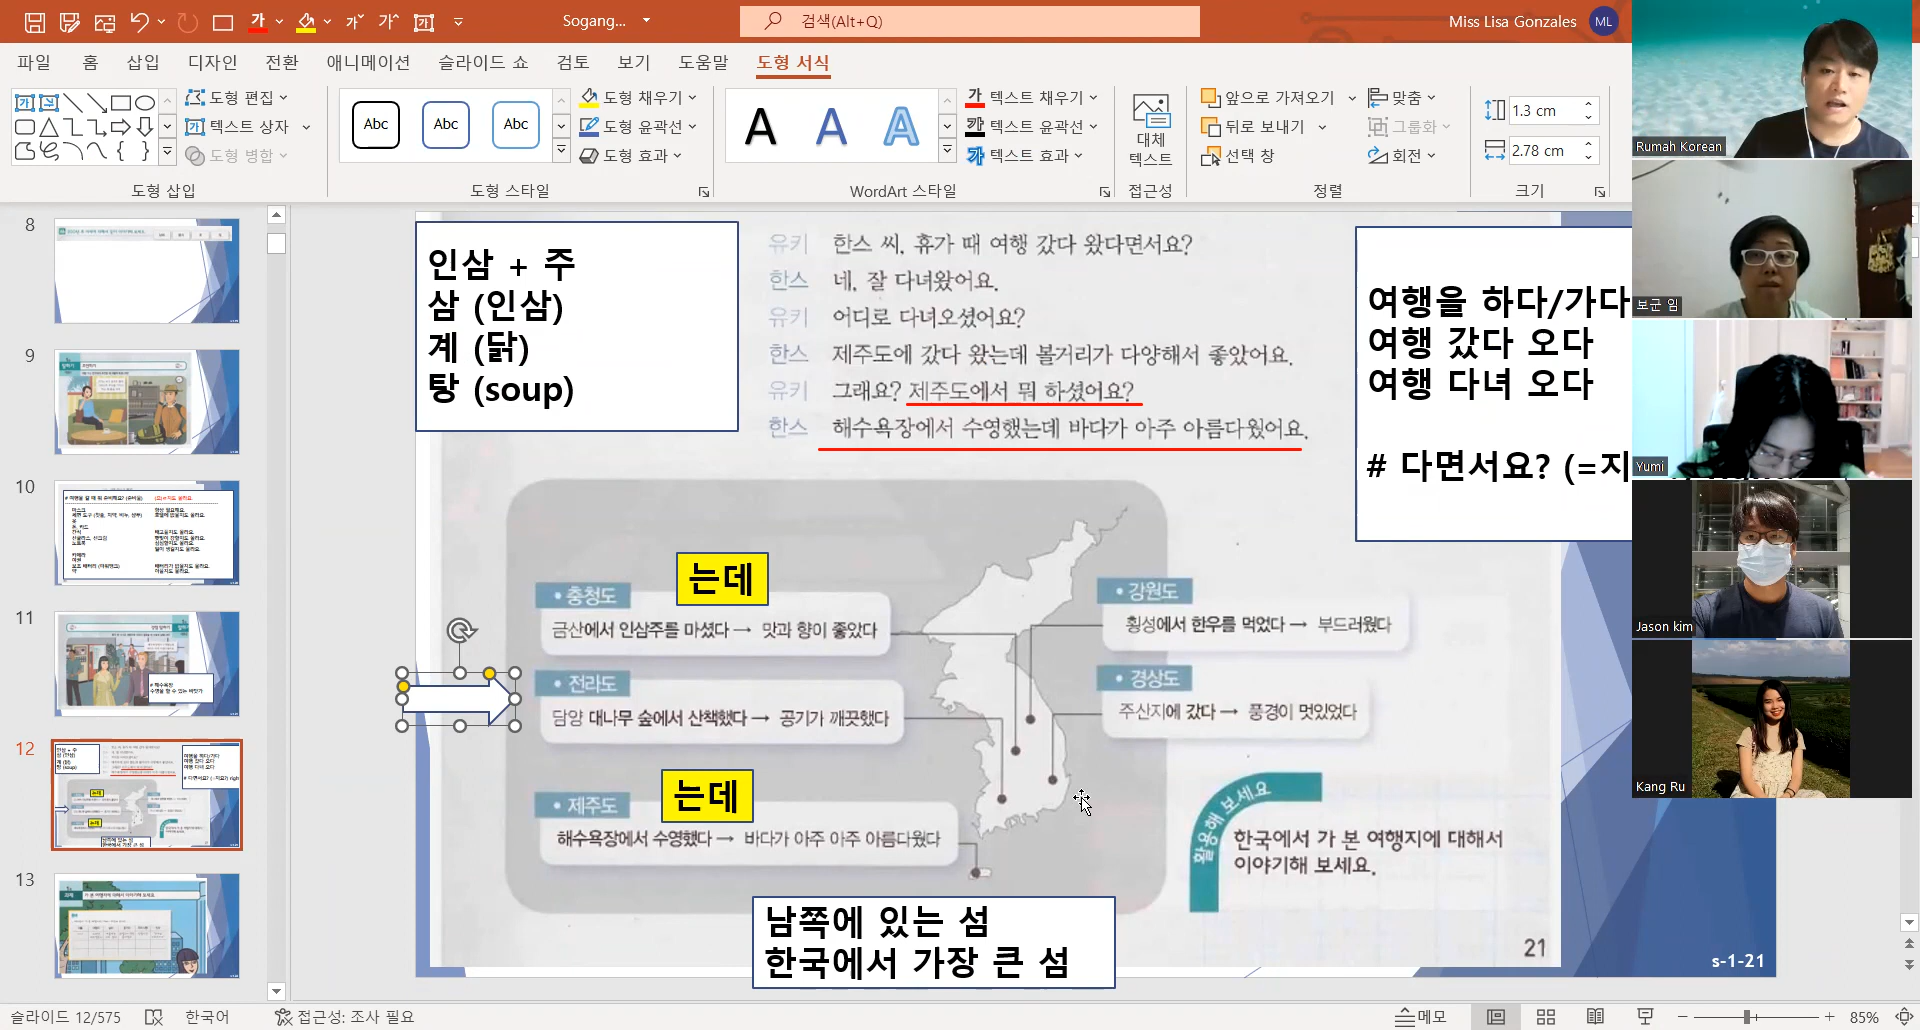 Sogang...
검색(Alt+Q)
Miss Lisa Gonzales
ML
파일
홈
삽입
디자인
전환
애니메이션
슬라이드 쇼
검토
보기
도움말
도형 서식
도형 편집
텍스트 상자
도형 병합
도형 삽입
Abc
Abc
Abc
도형 채우기
도형 윤곽선
도형 효과
도형 스타일
텍스트 채우기
텍스트 윤곽선
텍스트 효과
WordArt 스타일
대체
텍스트
접근성
앞으로 가져오기
뒤로 보내기
선택 창
맞춤
그룹화
회전
정렬
1.3 cm
2.78 cm
크기
8
9
10
11
12
13
인삼 + 주
삼 (인삼)
계 (닭)
탕 (soup)
유키 한스 씨, 휴가 때 여행 갔다 왔다면서요?
한스 네, 잘 다녀왔어요.
유키 어디로 다녀오셨어요?
한스 제주도에 갔다 왔는데 볼거리가 다양해서 좋았어요.
유키 그래요? 제주도에서 뭐 하셨어요?
한스 해수욕장에서 수영했는데 바다가 아주 아름다웠어요.
여행을 하다/가다
여행 갔다 오다
여행 다녀 오다
# 다면서요? (=지
는데
• 충청도
금산에서 인삼주를 마셨다 → 맛과 향이 좋았다
• 전라도
담양 대나무 숲에서 산책했다 → 공기가 깨끗했다
는데
• 제주도
해수욕장에서 수영했다 → 바다가 아주 아주 아름다웠다
• 강원도
횡성에서 한우를 먹었다 → 부드러웠다
• 경상도
주산지에 갔다 → 풍경이 멋있었다
활용해 보세요
한국에서 가 본 여행지에 대해서
이야기해 보세요.
남쪽에 있는 섬
한국에서 가장 큰 섬
21
s-1-21
Rumah Korean
보군 임
Yumi
Jason kim
Kang Ru
슬라이드 12/575
한국어
접근성: 조사 필요
메모
85%